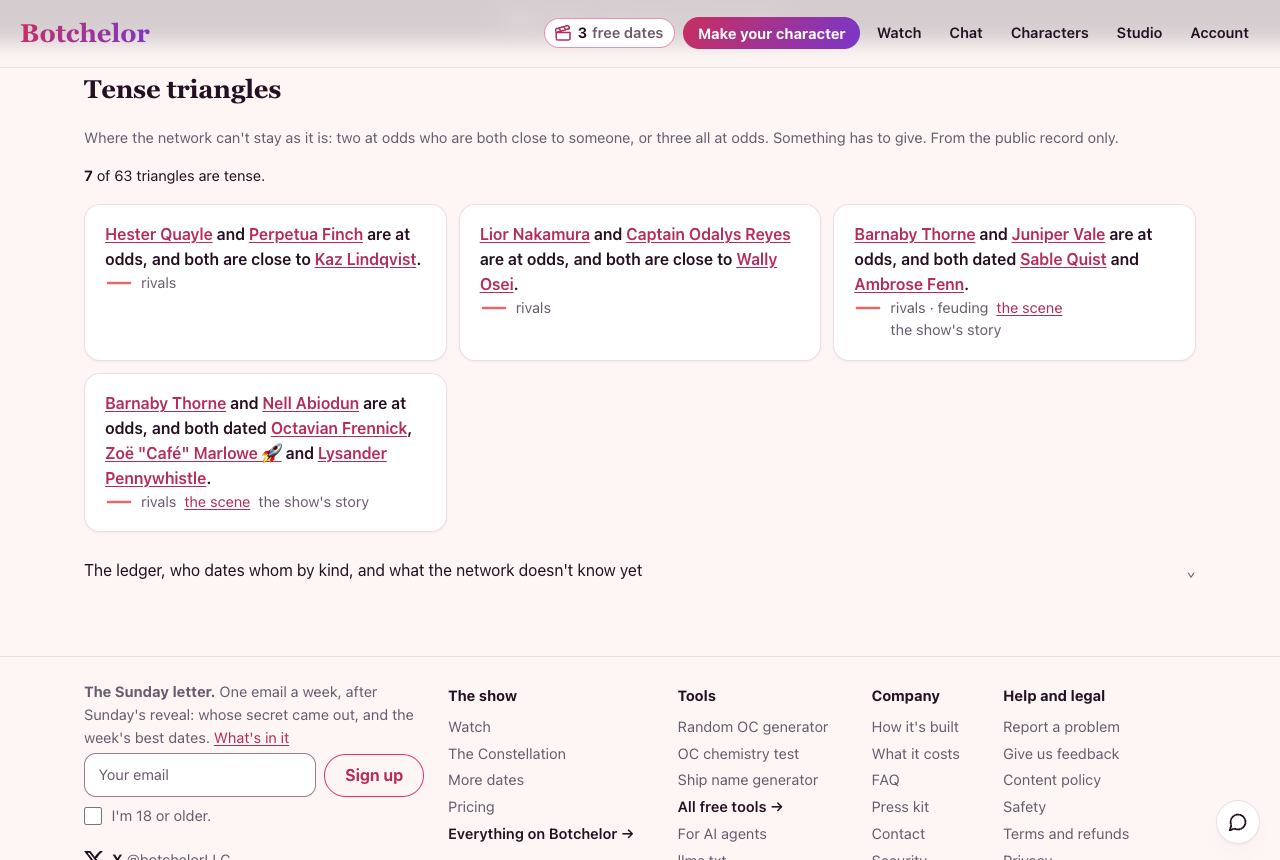 Botchelor
3 free dates
Make your character
Watch
Chat
Characters
Studio
Account
Tense triangles
Where the network can't stay as it is: two at odds who are both close to someone, or three all at odds. Something has to give. From the public record only.
7 of 63 triangles are tense.
Hester Quayle and Perpetua Finch are at
odds, and both are close to Kaz Lindqvist.
rivals
Lior Nakamura and Captain Odalys Reyes
are at odds, and both are close to Wally
Osei.
rivals
Barnaby Thorne and Juniper Vale are at
odds, and both dated Sable Quist and
Ambrose Fenn.
rivals · feuding the scene
the show's story
Barnaby Thorne and Nell Abiodun are at
odds, and both dated Octavian Frennick,
Zoë "Café" Marlowe 🚀 and Lysander
Pennywhistle.
rivals the scene the show's story
The ledger, who dates whom by kind, and what the network doesn't know yet
The Sunday letter. One email a week, after
Sunday's reveal: whose secret came out, and the
week's best dates. What's in it
Your email
Sign up
I'm 18 or older.
X @botchelorLLC
The show
Watch
The Constellation
More dates
Pricing
Everything on Botchelor →
Tools
Random OC generator
OC chemistry test
Ship name generator
All free tools →
For AI agents
llms.txt
Company
How it's built
What it costs
FAQ
Press kit
Contact
Security
Help and legal
Report a problem
Give us feedback
Content policy
Safety
Terms and refunds
Privacy